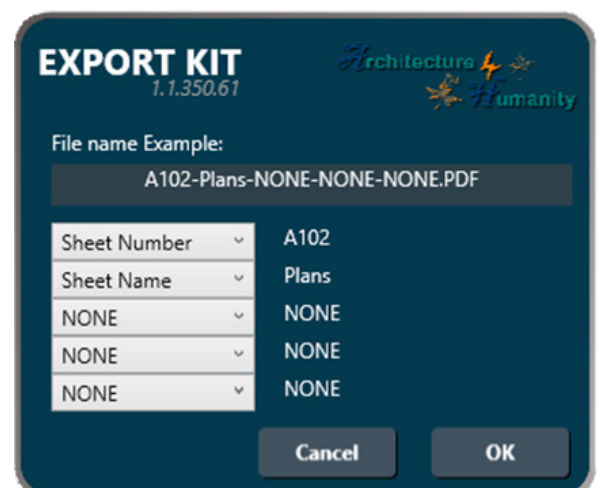 EXPORT KIT
1.1.350.61
Architecture 4
Humanity
File name Example:
A102-Plans-NONE-NONE-NONE.PDF
Sheet Number A102
Sheet Name Plans
NONE NONE
NONE NONE
NONE NONE
Cancel OK